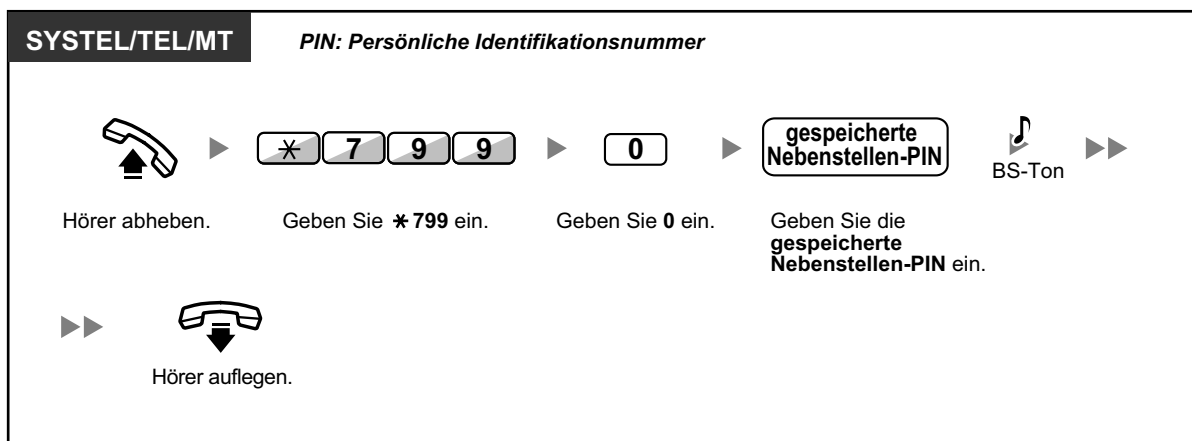 SYSTEL/TEL/MT PIN: Persönliche Identifikationsnummer
✳ 7 9 9 0 gespeicherte
Nebenstellen-PIN
BS-Ton
Hörer abheben. Geben Sie ✳799 ein. Geben Sie 0 ein. Geben Sie die
gespeicherte
Nebenstellen-PIN ein.
Hörer auflegen.